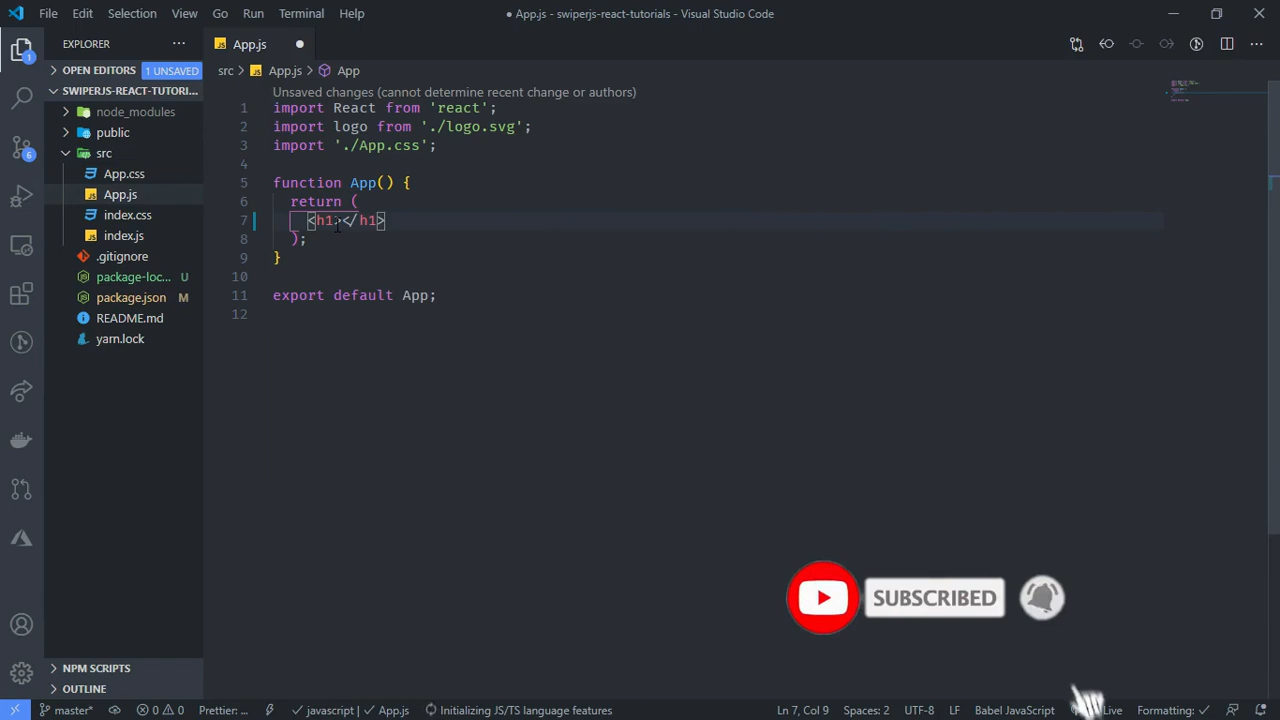 File Edit Selection View Go Run Terminal Help
● App.js - swiperjs-react-tutorials - Visual Studio Code
EXPLORER
App.js
OPEN EDITORS 1 UNSAVED
SWIPERJS-REACT-TUTORI...
node_modules
public
src
App.css
App.js
index.css
index.js
.gitignore
package-loc... U
package.json M
README.md
yarn.lock
NPM SCRIPTS
OUTLINE
1
6
src > App.js > App
Unsaved changes (cannot determine recent change or authors)
1 import React from 'react';
2 import logo from './logo.svg';
3 import './App.css';
4
5 function App() {
6 return (
7 <h1></h1>
8 );
9 }
10
11 export default App;
12
SUBSCRIBED
master* 0 0 Prettier: ... javascript | App.js Initializing JS/TS language features Ln 7, Col 9 Spaces: 2 UTF-8 LF Babel JavaScript Live Formatting: